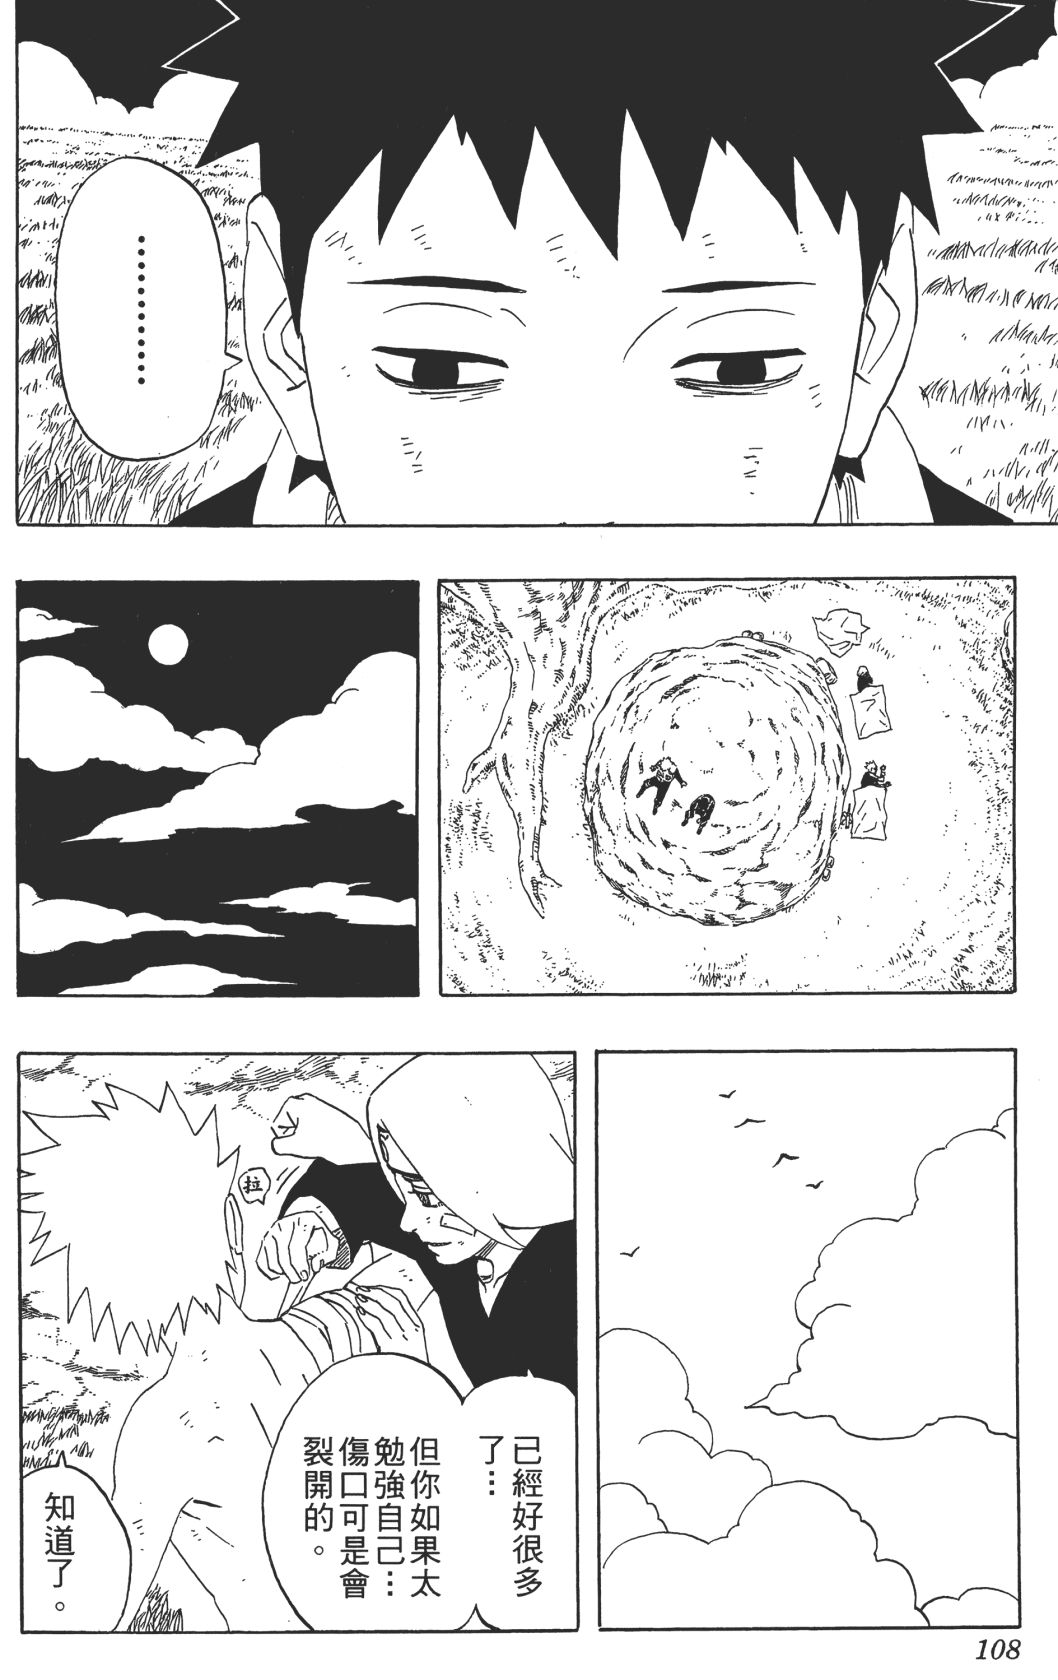 ………
已經好很多
了…
但你如果太
勉強自己…
傷口可是會
裂開的。
拉
知道了。
108